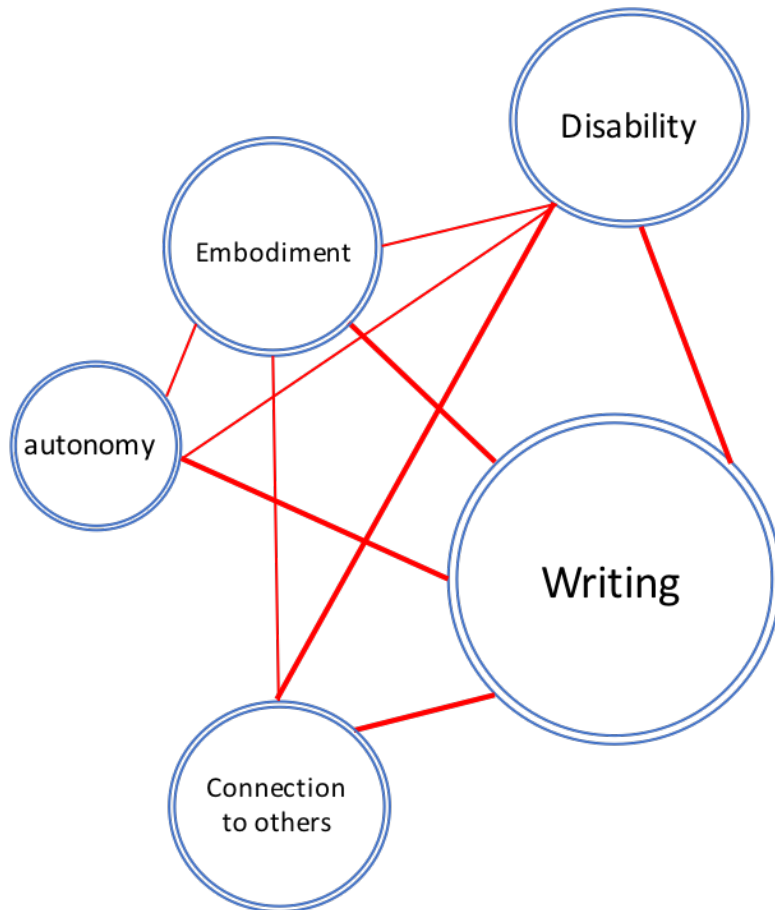 Disability
Embodiment
autonomy
Writing
Connection
to others